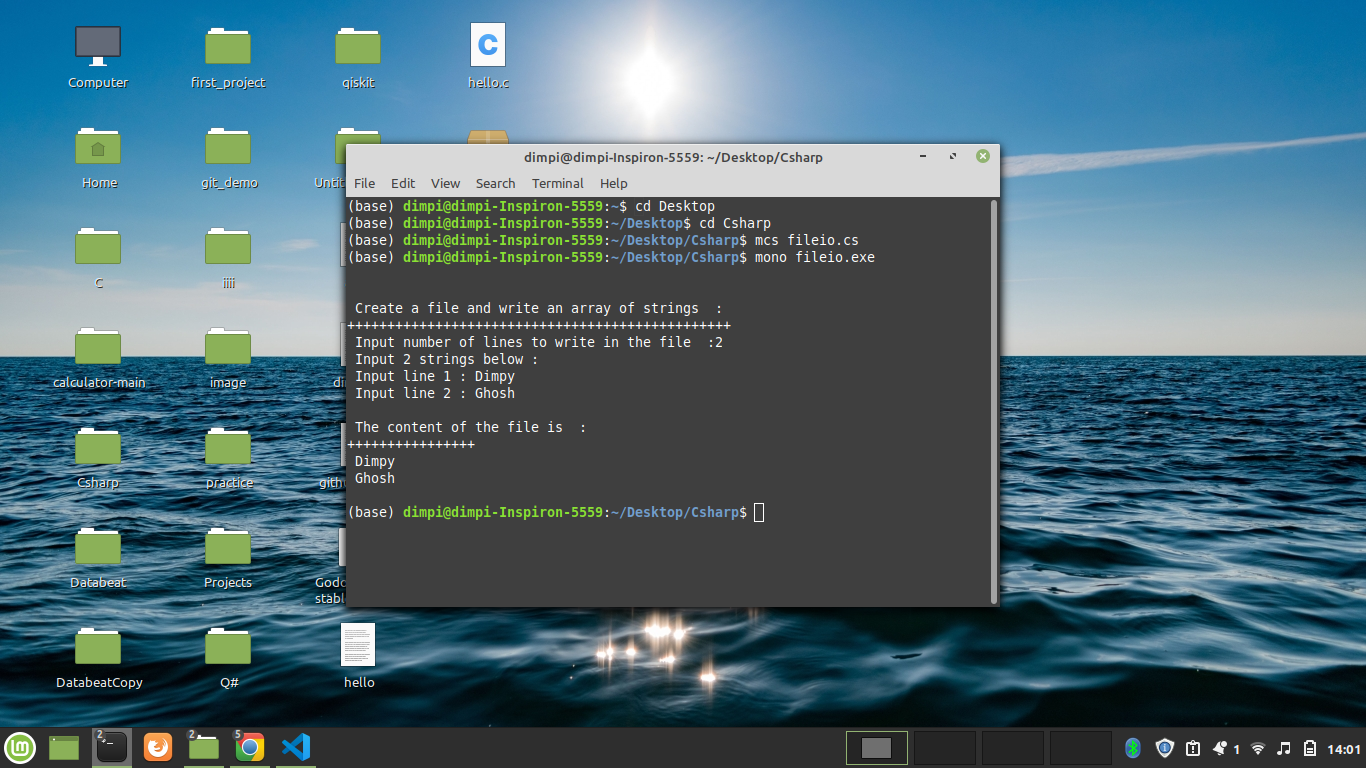 Computer
first_project
qiskit
hello.c
Home
git_demo
C
iiii
calculator-main
image
Csharp
practice
Databeat
Projects
DatabeatCopy
Q#
hello
dimpi@dimpi-Inspiron-5559: ~/Desktop/Csharp
File Edit View Search Terminal Help
(base) dimpi@dimpi-Inspiron-5559:~$ cd Desktop
(base) dimpi@dimpi-Inspiron-5559:~/Desktop$ cd Csharp
(base) dimpi@dimpi-Inspiron-5559:~/Desktop/Csharp$ mcs fileio.cs
(base) dimpi@dimpi-Inspiron-5559:~/Desktop/Csharp$ mono fileio.exe
Create a file and write an array of strings  :
++++++++++++++++++++++++++++++++++++++++++++++++
Input number of lines to write in the file  :2
Input 2 strings below :
Input line 1 : Dimpy
Input line 2 : Ghosh
The content of the file is  :
++++++++++++++++
Dimpy
Ghosh
(base) dimpi@dimpi-Inspiron-5559:~/Desktop/Csharp$
2
2
5
1
14:01